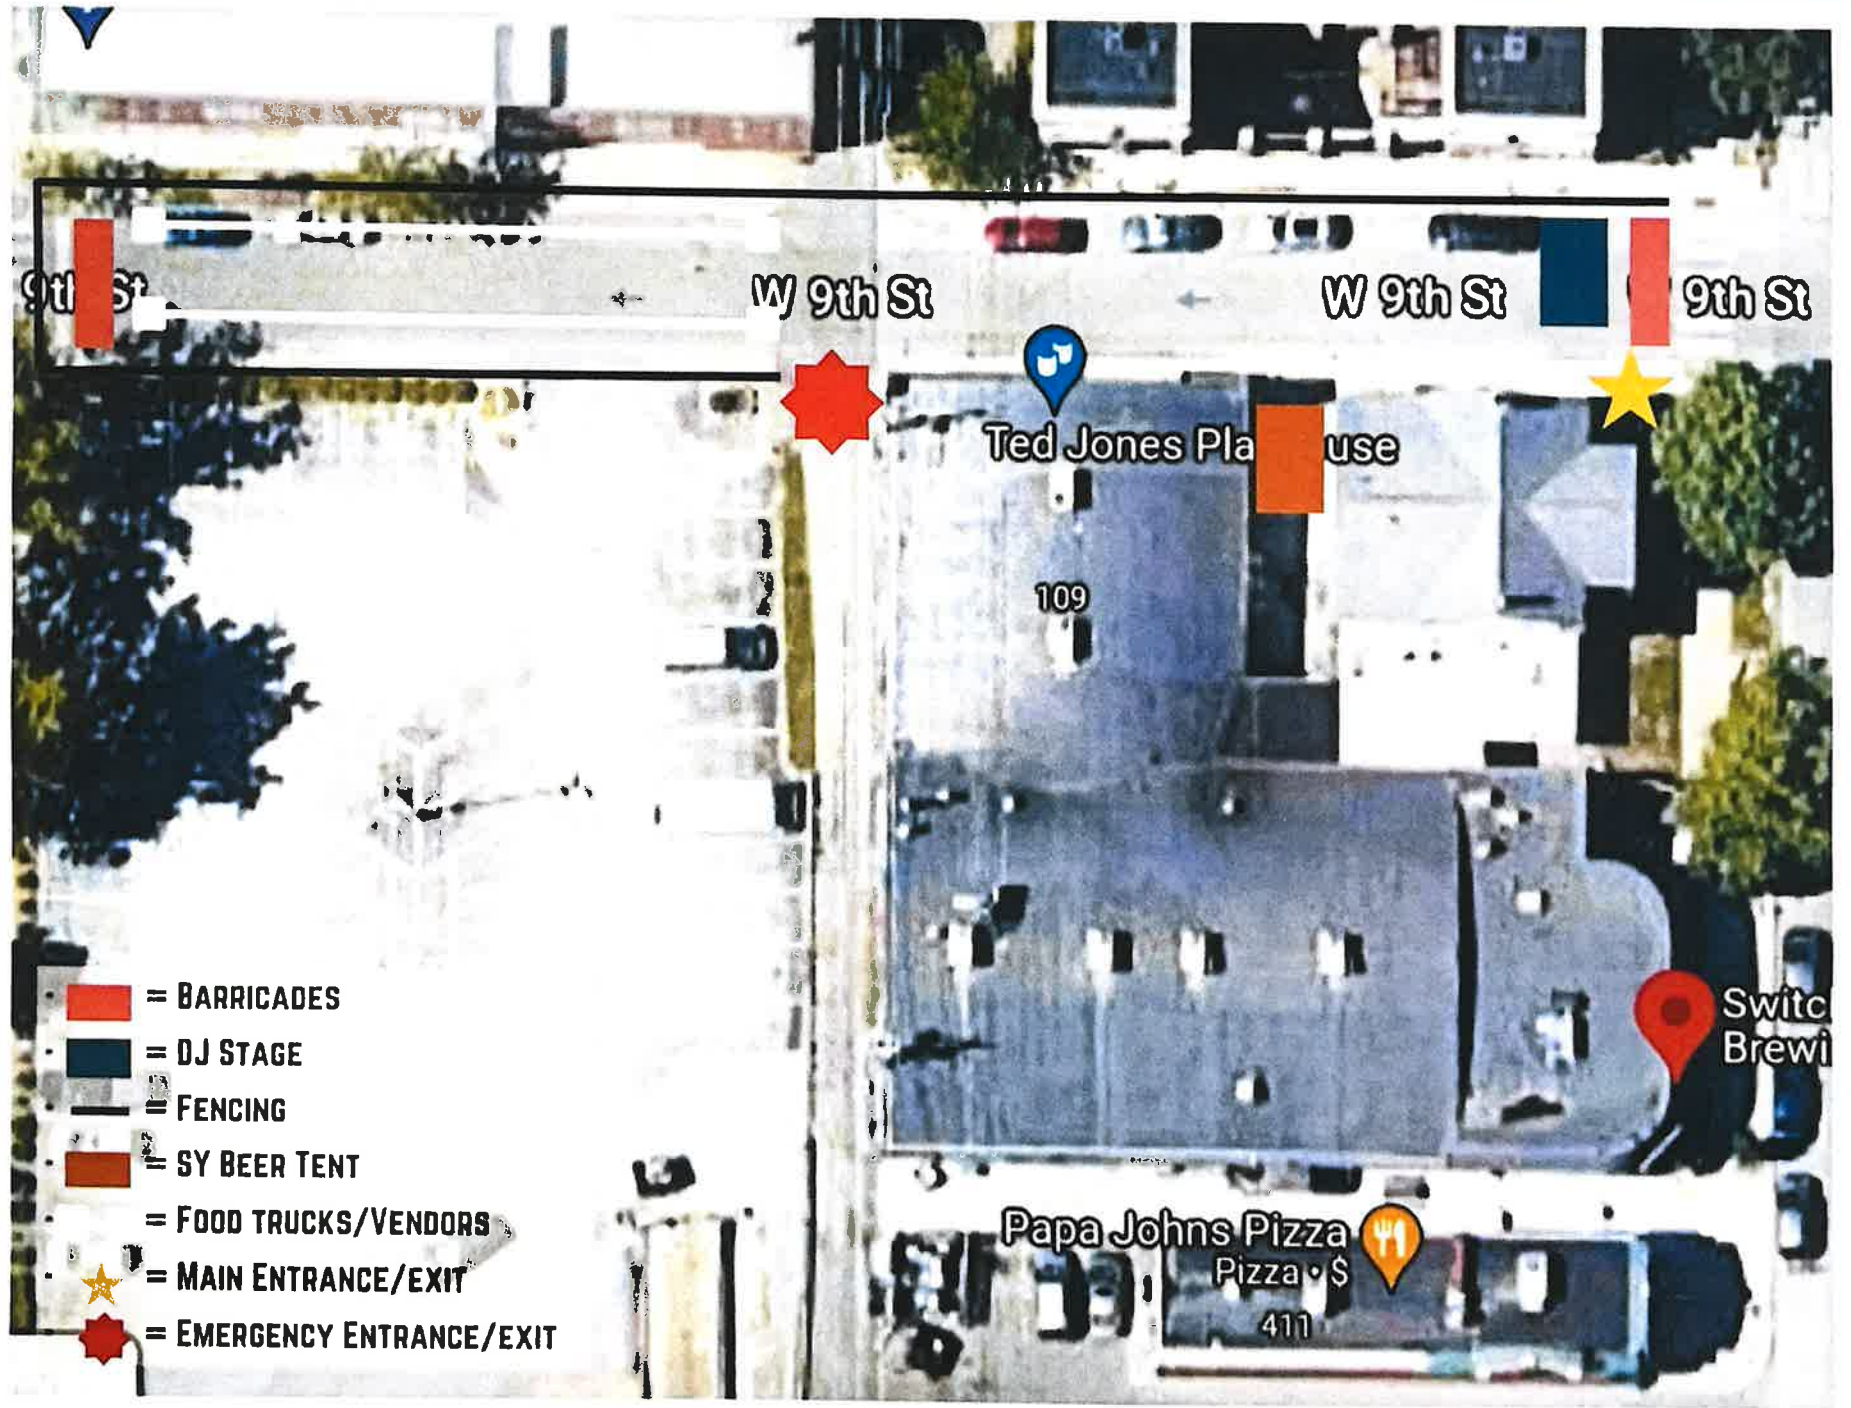 9th St
W 9th St
W 9th St
9th St
Ted Jones Pla use
109
Switc
Brewi
= BARRICADES
= DJ STAGE
= FENCING
= SY BEER TENT
= FOOD TRUCKS/VENDORS
= MAIN ENTRANCE/EXIT
= EMERGENCY ENTRANCE/EXIT
Papa Johns Pizza
Pizza • $
411